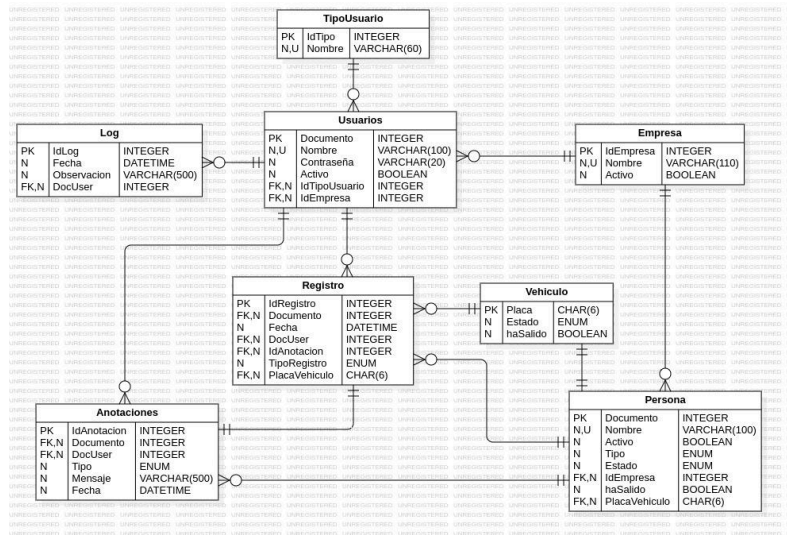 TipoUsuario
PK IdTipo INTEGER
N,U Nombre VARCHAR(60)
Log
PK IdLog INTEGER
N Fecha DATETIME
N Observacion VARCHAR(500)
FK,N DocUser INTEGER
Usuarios
PK Documento INTEGER
N,U Nombre VARCHAR(100)
N Contraseña VARCHAR(20)
N Activo BOOLEAN
FK,N IdTipoUsuario INTEGER
FK,N IdEmpresa INTEGER
Empresa
PK IdEmpresa INTEGER
N,U Nombre VARCHAR(110)
N Activo BOOLEAN
Registro
PK IdRegistro INTEGER
FK,N Documento INTEGER
N Fecha DATETIME
FK,N DocUser INTEGER
FK,N IdAnotacion INTEGER
N TipoRegistro ENUM
FK,N PlacaVehiculo CHAR(6)
Vehiculo
PK Placa CHAR(6)
N Estado ENUM
N haSalido BOOLEAN
Anotaciones
PK IdAnotacion INTEGER
FK,N Documento INTEGER
FK,N DocUser INTEGER
N Tipo ENUM
N Mensaje VARCHAR(500)
N Fecha DATETIME
Persona
PK Documento INTEGER
N,U Nombre VARCHAR(100)
N Activo BOOLEAN
N Tipo ENUM
N Estado ENUM
FK,N IdEmpresa INTEGER
N haSalido BOOLEAN
FK,N PlacaVehiculo CHAR(6)
UNREGISTERED